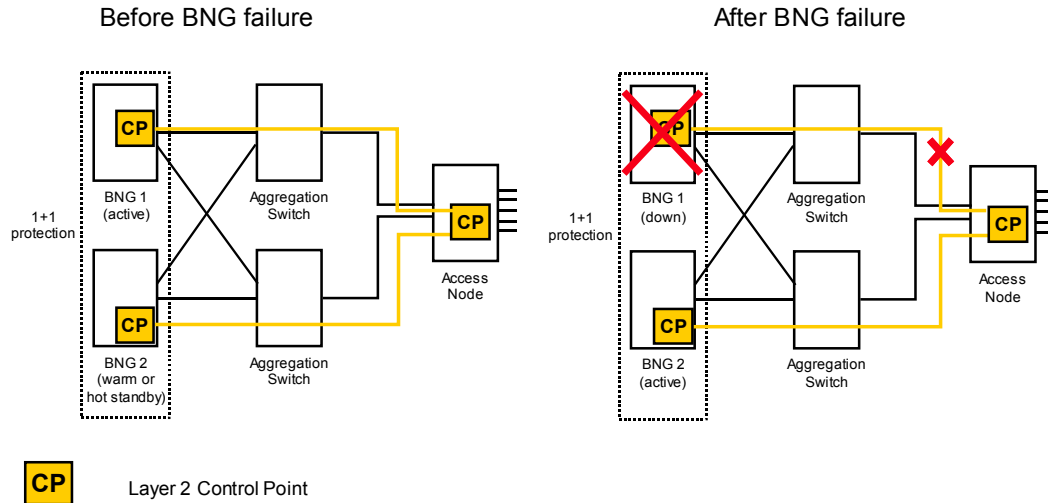 Before BNG failure
After BNG failure
CP
BNG 1
(active)
Aggregation
Switch
1+1
protection
CP
Access
Node
CP
BNG 2
(warm or
hot standby)
Aggregation
Switch
CP
BNG 1
(down)
Aggregation
Switch
1+1
protection
CP
Access
Node
CP
BNG 2
(active)
Aggregation
Switch
CP
Layer 2 Control Point